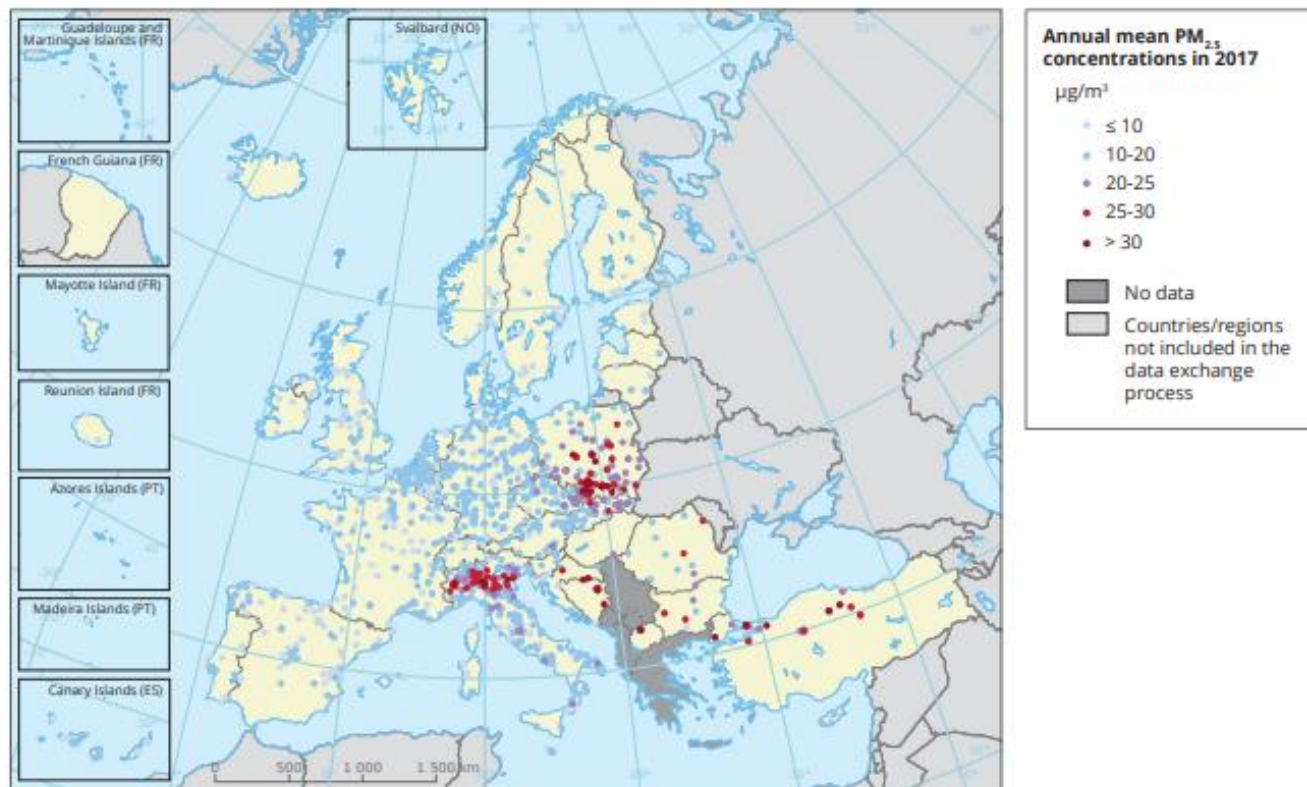 Guadeloupe and
Martinique Islands (FR)
Svalbard (NO)
French Guiana (FR)
Mayotte Island (FR)
Reunion Island (FR)
Azores Islands (PT)
Madeira Islands (PT)
Canary Islands (ES)
0 500 1 000 1 500 km
Annual mean PM2.5
concentrations in 2017
µg/m³
≤ 10
10-20
20-25
25-30
> 30
No data
Countries/regions
not included in the
data exchange
process